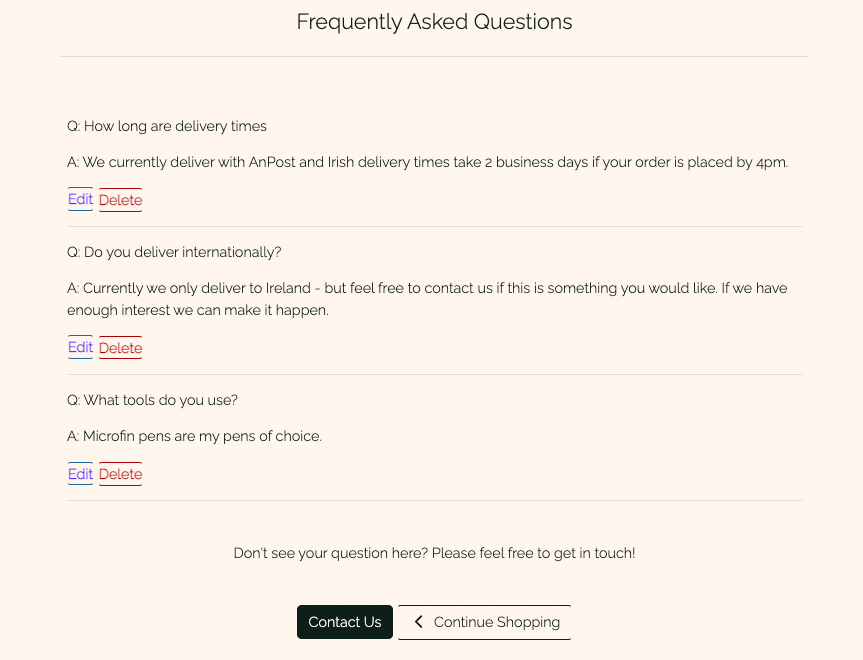 Frequently Asked Questions
Q: How long are delivery times
A: We currently deliver with AnPost and Irish delivery times take 2 business days if your order is placed by 4pm.
Edit Delete
Q: Do you deliver internationally?
A: Currently we only deliver to Ireland - but feel free to contact us if this is something you would like. If we have
enough interest we can make it happen.
Edit Delete
Q: What tools do you use?
A: Microfin pens are my pens of choice.
Edit Delete
Don't see your question here? Please feel free to get in touch!
Contact Us Continue Shopping